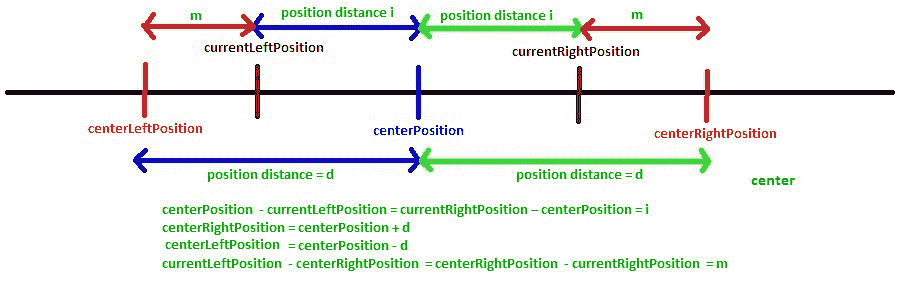 m position distance i position distance i m
currentLeftPosition currentRightPosition
centerLeftPosition centerPosition centerRightPosition
position distance = d position distance = d center
centerPosition - currentLeftPosition = currentRightPosition – centerPosition = i
centerRightPosition = centerPosition + d
centerLeftPosition = centerPosition - d
currentLeftPosition - centerRightPosition = centerRightPosition - currentRightPosition = m